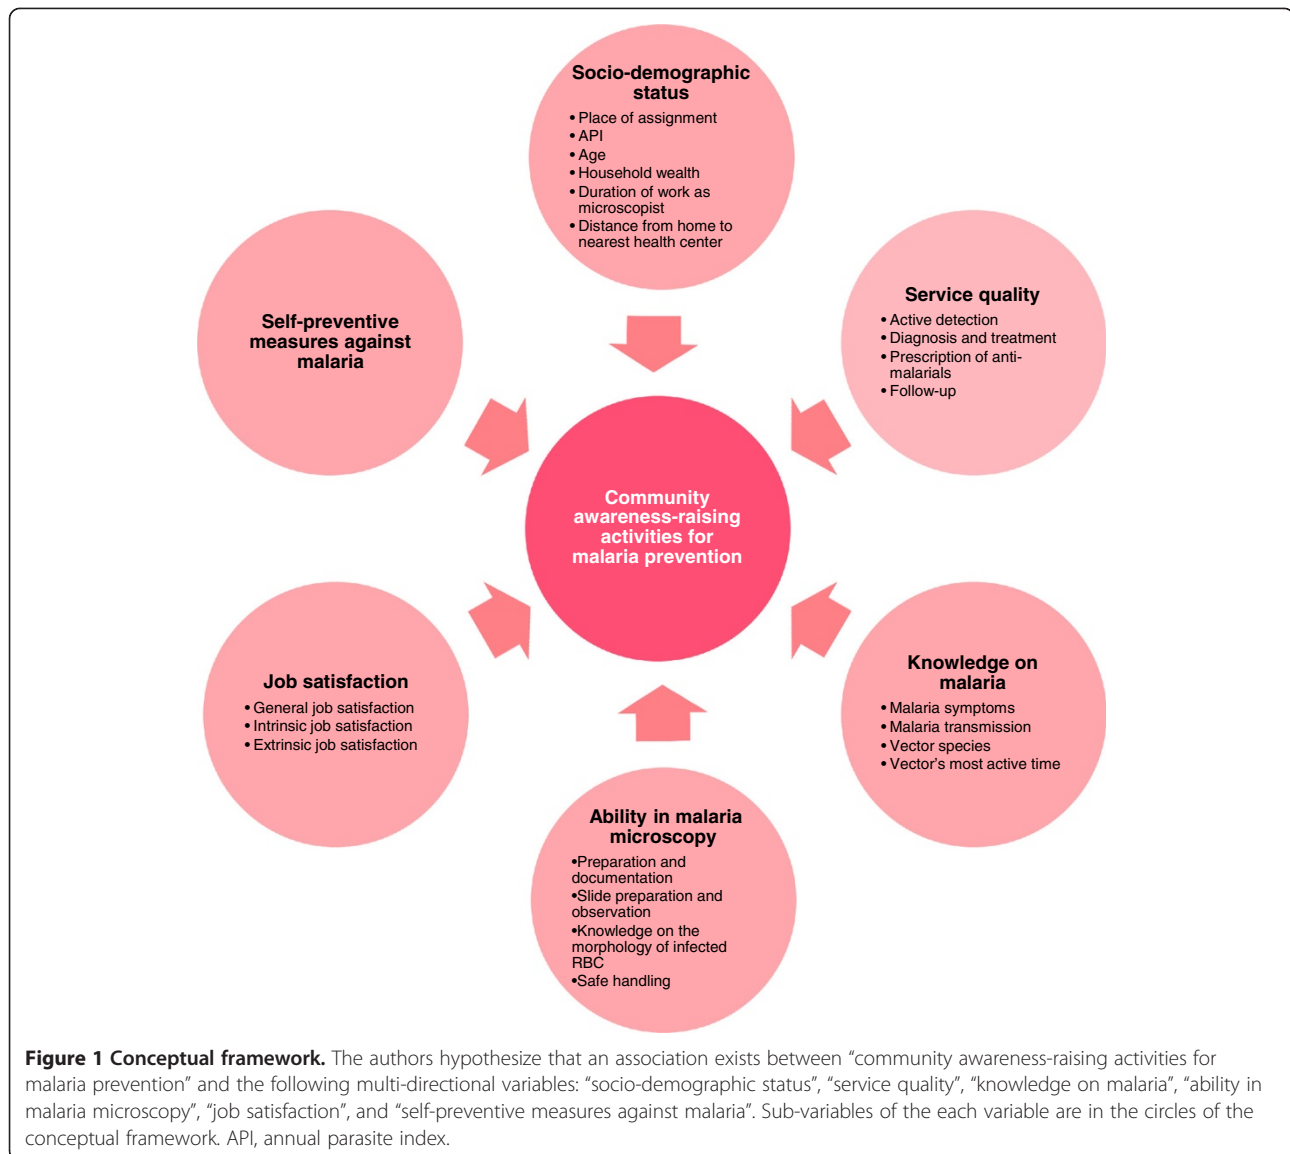 Socio-demographic
status
• Place of assignment
• API
• Age
• Household wealth
• Duration of work as
microscopist
• Distance from home to
nearest health center
Service quality
• Active detection
• Diagnosis and treatment
• Prescription of anti-
malarials
• Follow-up
Self-preventive
measures against
malaria
Community
awareness-raising
activities for
malaria prevention
Job satisfaction
• General job satisfaction
• Intrinsic job satisfaction
• Extrinsic job satisfaction
Knowledge on
malaria
• Malaria symptoms
• Malaria transmission
• Vector species
• Vector's most active time
Ability in malaria
microscopy
•Preparation and
documentation
•Slide preparation and
observation
•Knowledge on the
morphology of infected
RBC
•Safe handling
Figure 1 Conceptual framework. The authors hypothesize that an association exists between “community awareness-raising activities for
malaria prevention” and the following multi-directional variables: “socio-demographic status”, “service quality”, “knowledge on malaria”, “ability in
malaria microscopy”, “job satisfaction”, and “self-preventive measures against malaria”. Sub-variables of the each variable are in the circles of the
conceptual framework. API, annual parasite index.